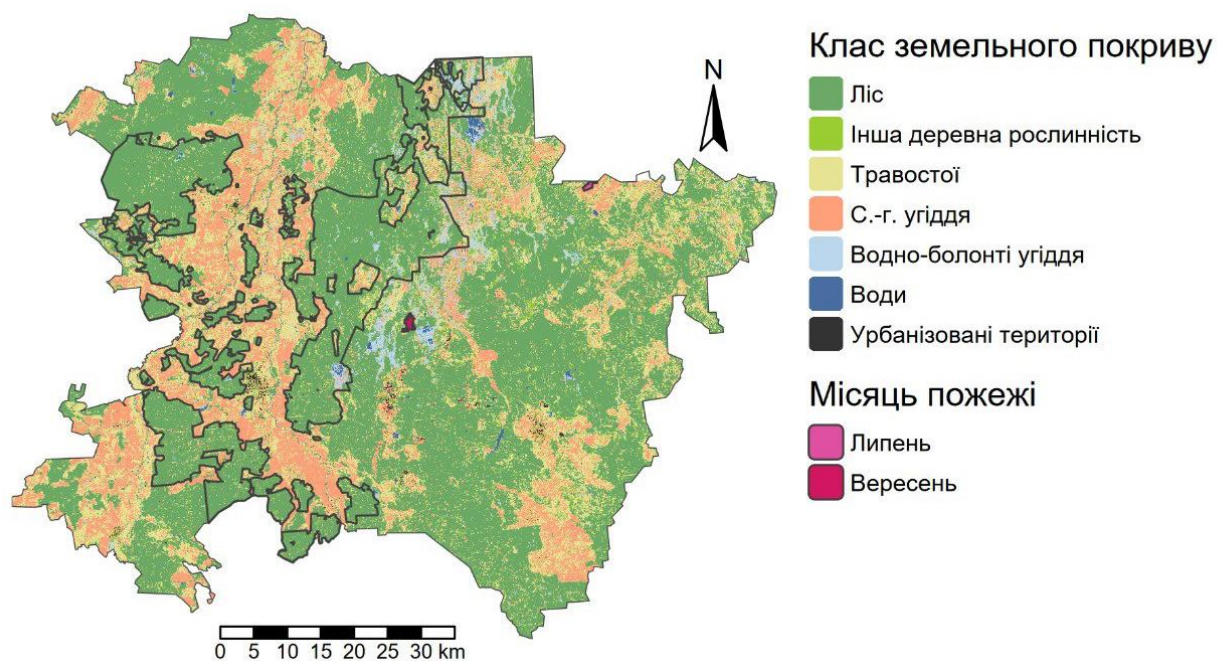 Клас земельного покриву
N
Ліс
Інша деревна рослинність
Травостої
С.-г. угіддя
Водно-болонті угіддя
Води
Урбанізовані території
Місяць пожежі
Липень
Вересень
0 5 10 15 20 25 30 km